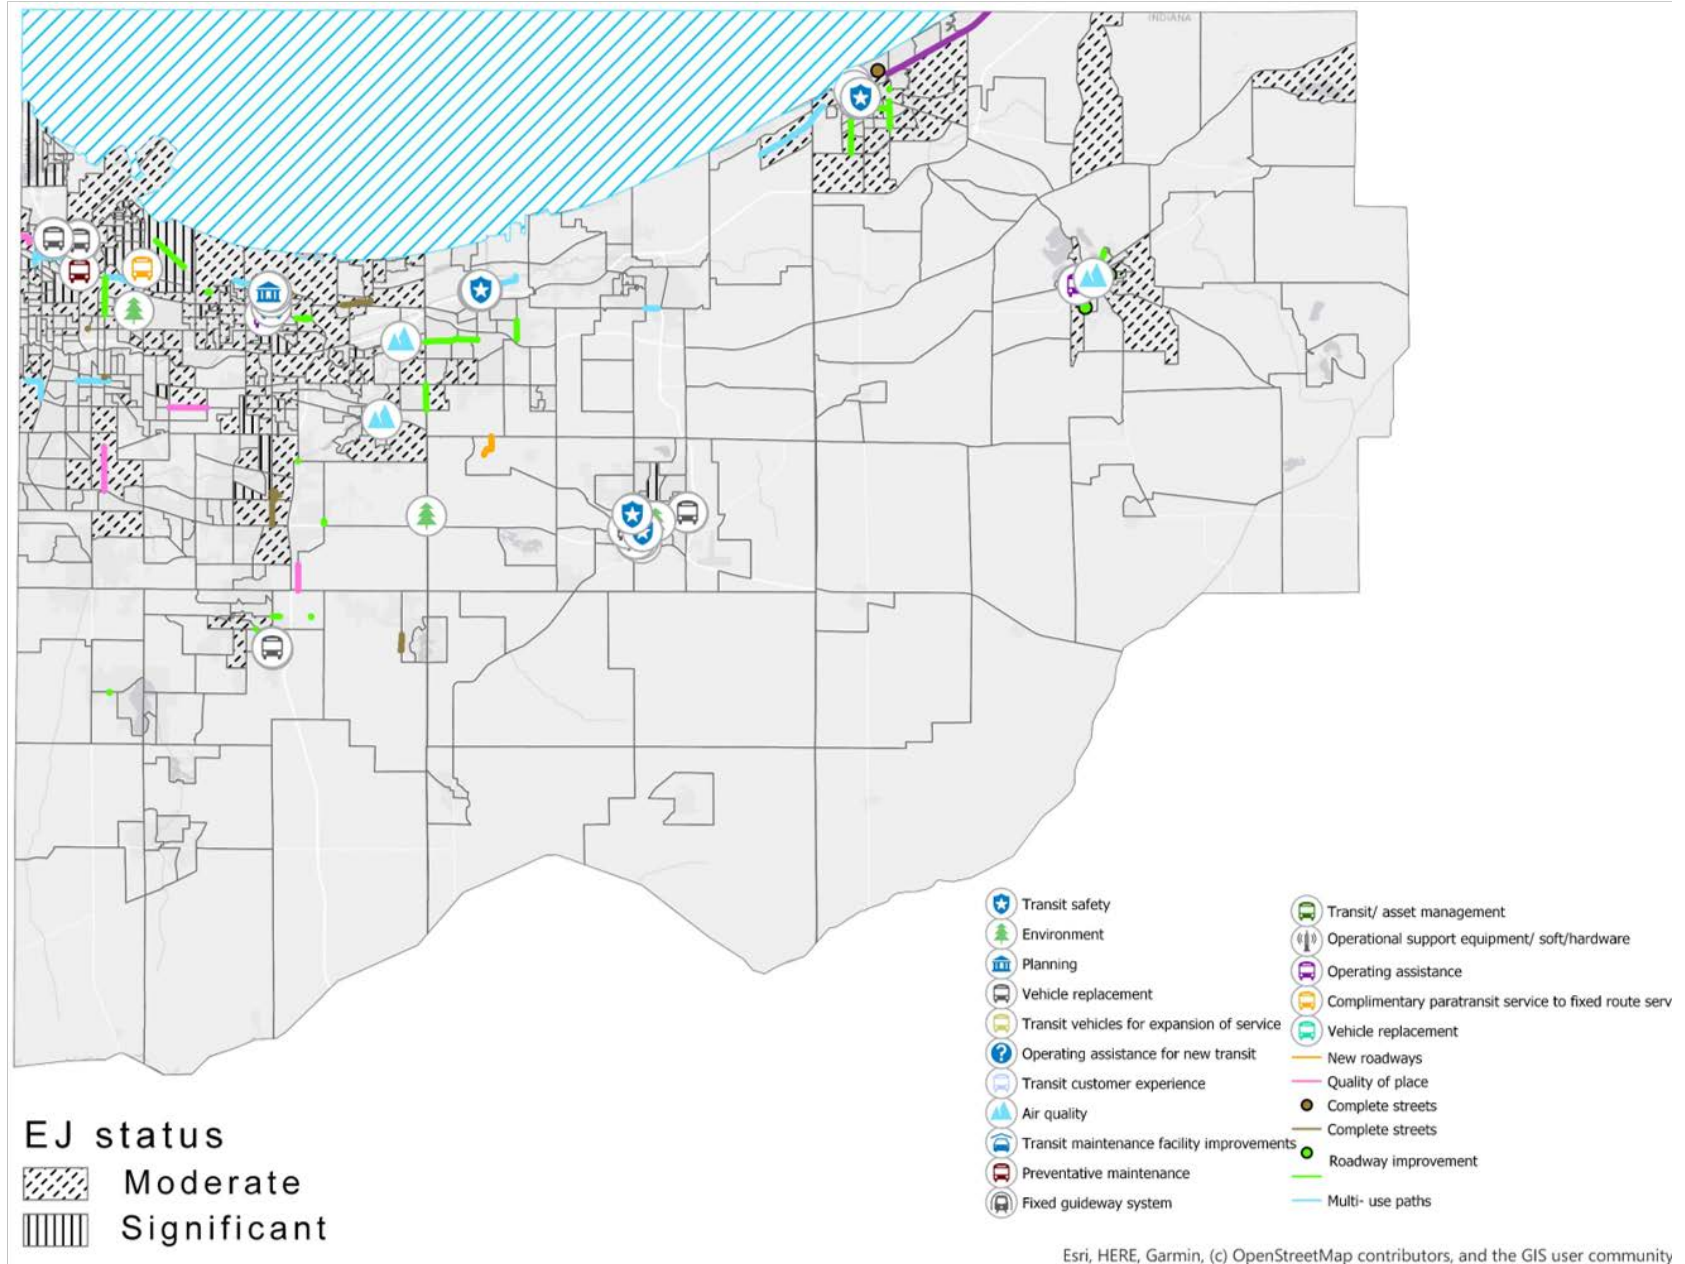 INDIANA
Transit safety
Environment
Planning
Vehicle replacement
Transit vehicles for expansion of service
Operating assistance for new transit
Transit customer experience
Air quality
Transit maintenance facility improvements
Preventative maintenance
Fixed guideway system
Transit/ asset management
Operational support equipment/ soft/hardware
Operating assistance
Complimentary paratransit service to fixed route serv
Vehicle replacement
New roadways
Quality of place
Complete streets
Complete streets
Roadway improvement
Multi- use paths
EJ status
Moderate
Significant
Esri, HERE, Garmin, (c) OpenStreetMap contributors, and the GIS user community